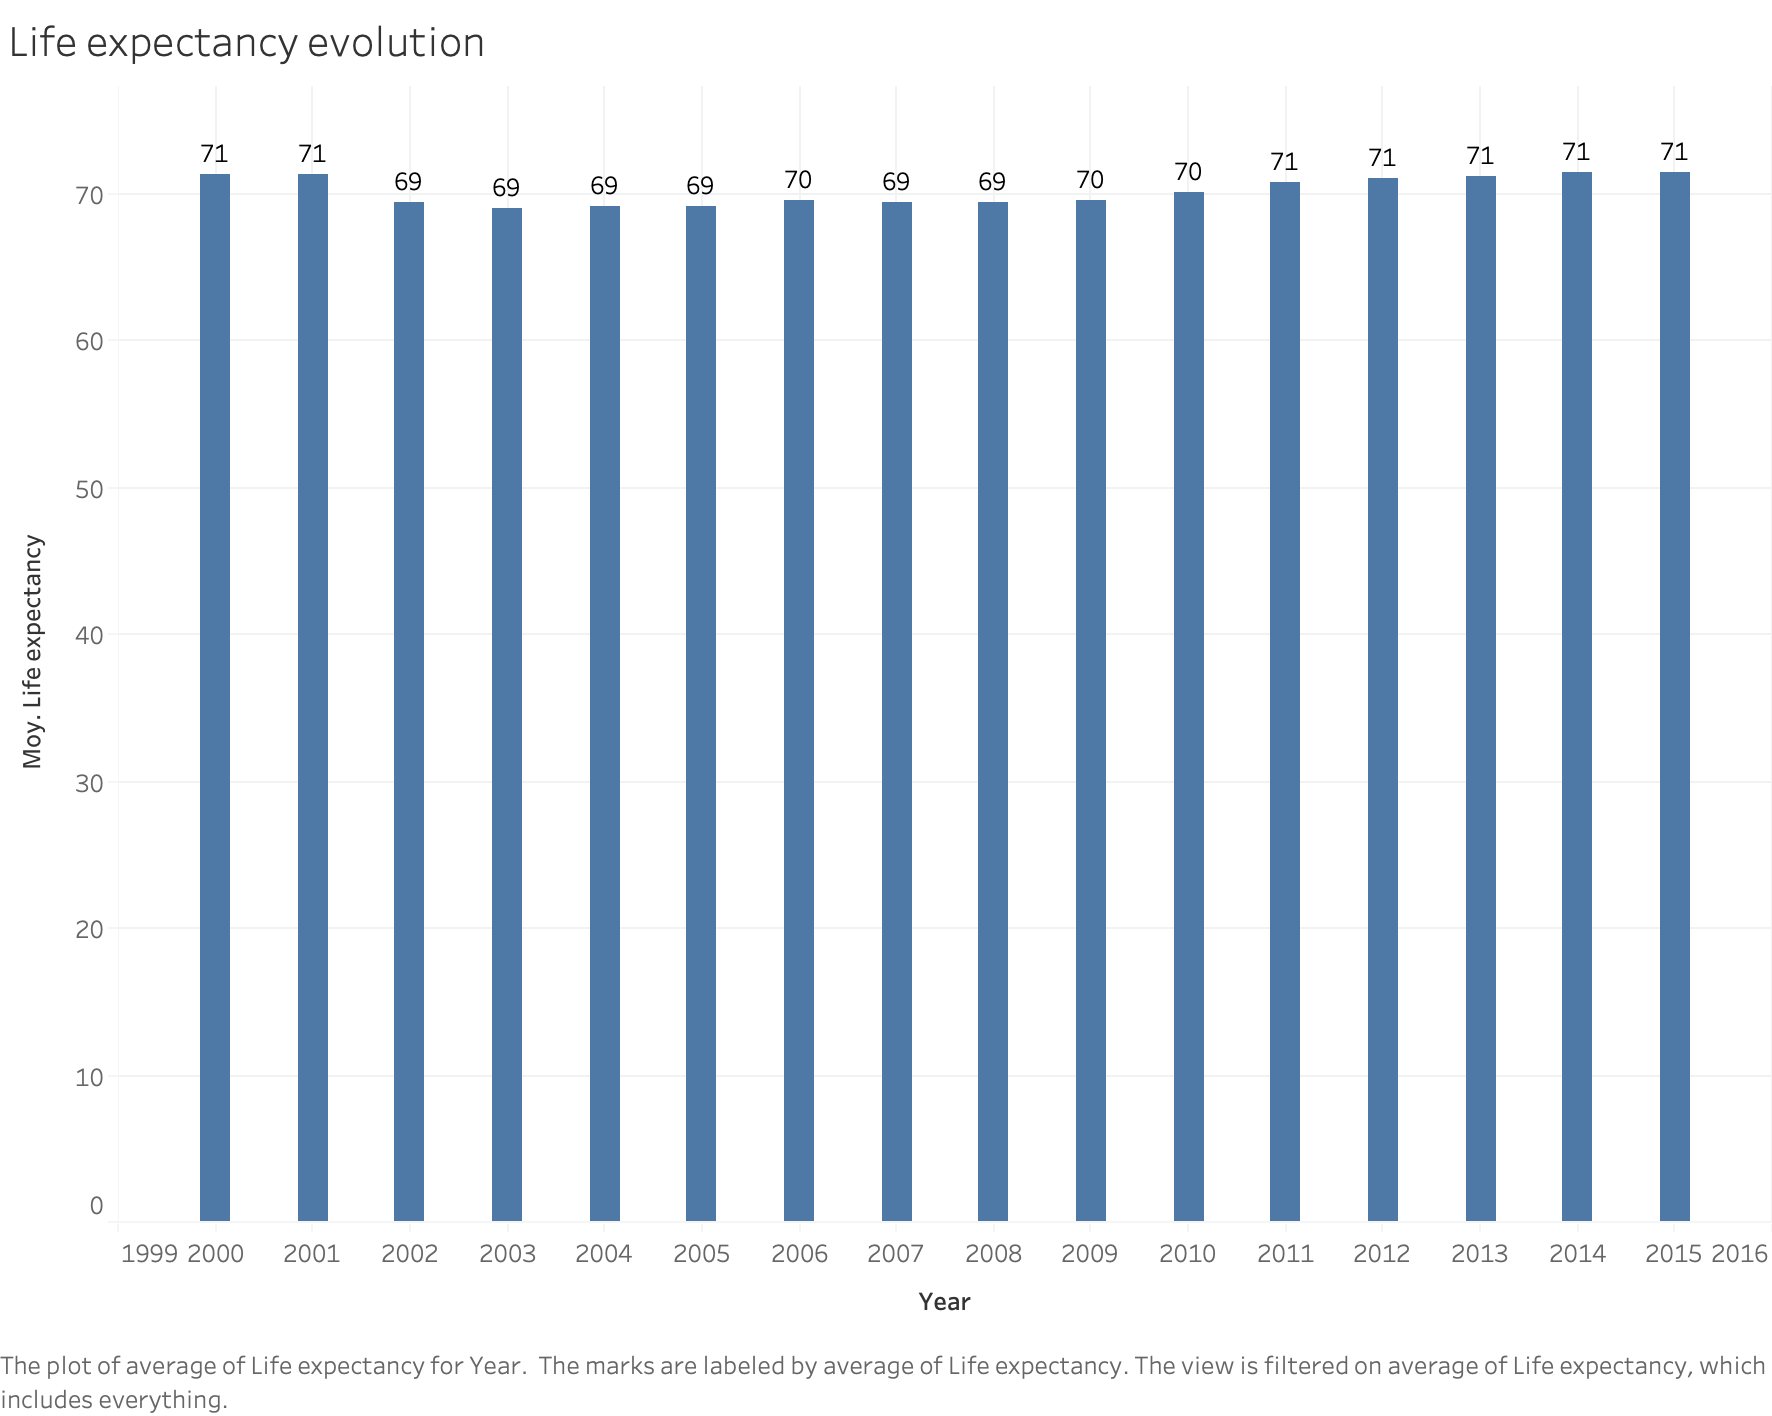 Life expectancy evolution
71 71 69 69 69 69 70 69 69 70 70 71 71 71 71 71
70
60
50
40
30
20
10
0
Moy. Life expectancy
1999 2000 2001 2002 2003 2004 2005 2006 2007 2008 2009 2010 2011 2012 2013 2014 2015 2016
Year
The plot of average of Life expectancy for Year.  The marks are labeled by average of Life expectancy. The view is filtered on average of Life expectancy, which
includes everything.